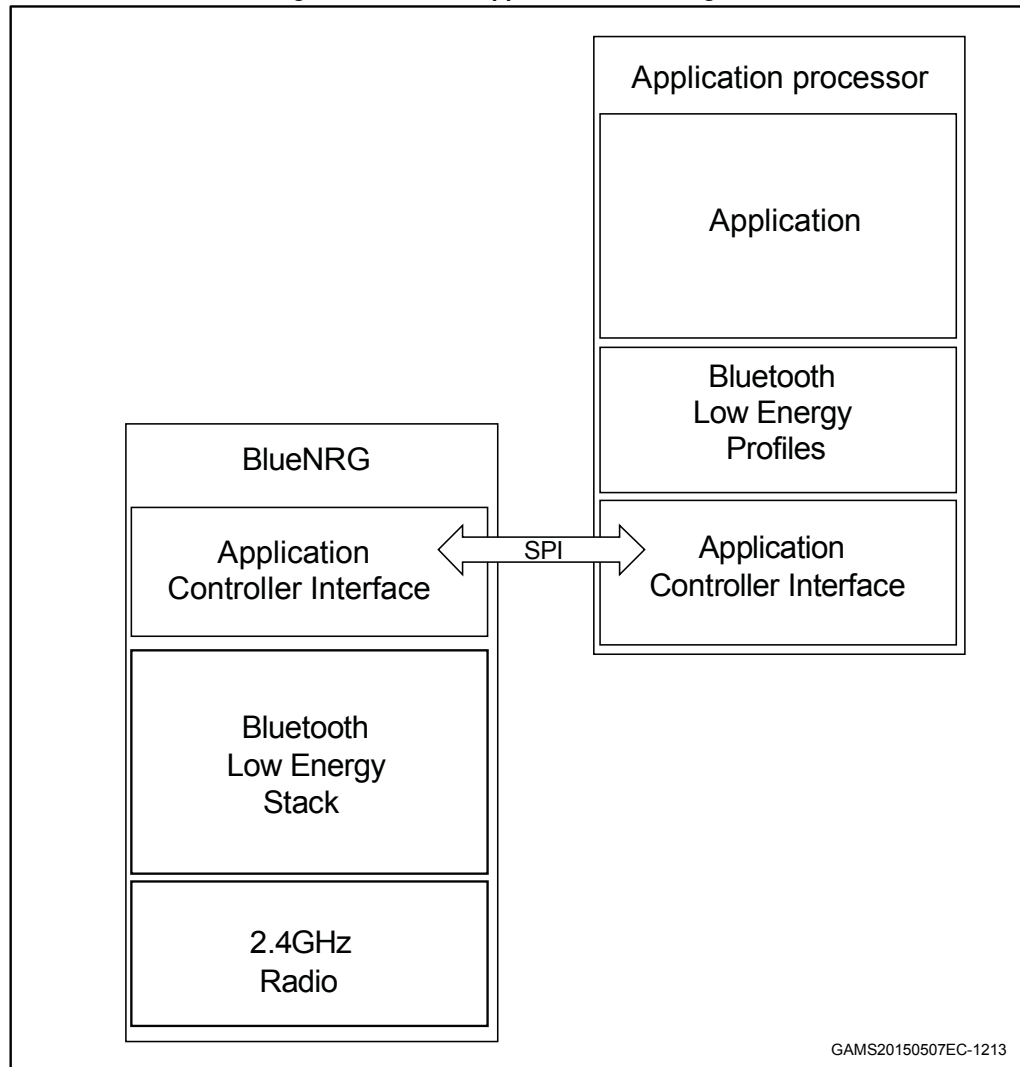 Application processor
Application
Bluetooth
Low Energy
Profiles
BlueNRG
Application
Controller Interface
SPI
Application
Controller Interface
Bluetooth
Low Energy
Stack
2.4GHz
Radio
GAMS20150507EC-1213